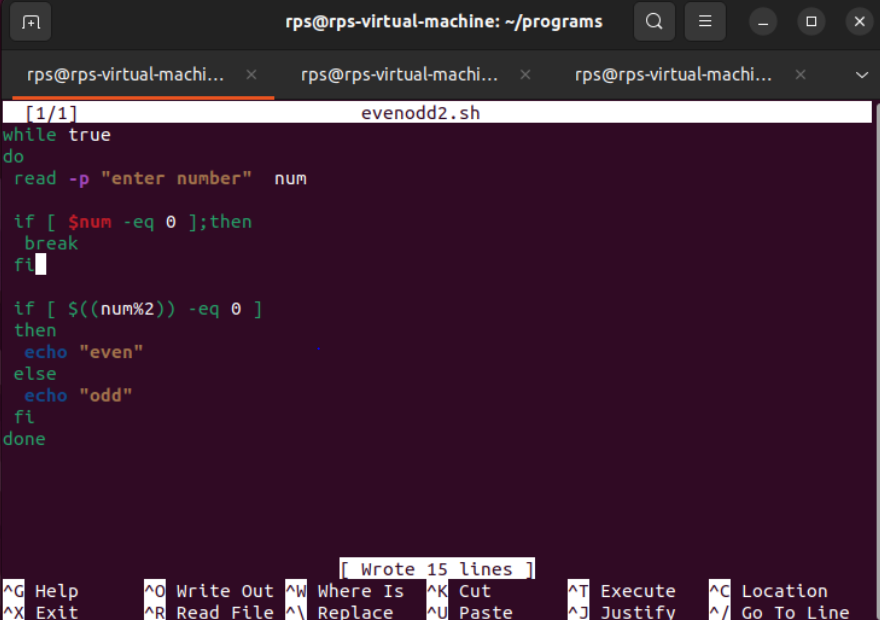 rps@rps-virtual-machine: ~/programs
rps@rps-virtual-machi... × rps@rps-virtual-machi... × rps@rps-virtual-machi... ×
[1/1] evenodd2.sh
while true
do
 read -p "enter number"  num

 if [ $num -eq 0 ];then
  break
 fi

 if [ $((num%2)) -eq 0 ]
 then
  echo "even"
 else
  echo "odd"
 fi
done
[ Wrote 15 lines ]
^G Help ^O Write Out ^W Where Is ^K Cut ^T Execute ^C Location
^X Exit ^R Read File ^\ Replace ^U Paste ^J Justify ^/ Go To Line